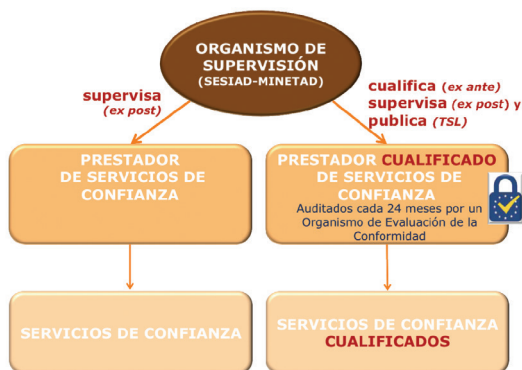 ORGANISMO DE
SUPERVISIÓN
(SESIAD-MINETAD)
supervisa
(ex post)
cualifica (ex ante)
supervisa (ex post) y
publica (TSL)
PRESTADOR
DE SERVICIOS DE
CONFIANZA
PRESTADOR CUALIFICADO
DE SERVICIOS DE
CONFIANZA
Auditados cada 24 meses por un
Organismo de Evaluación de la
Conformidad
SERVICIOS DE CONFIANZA
SERVICIOS DE CONFIANZA
CUALIFICADOS